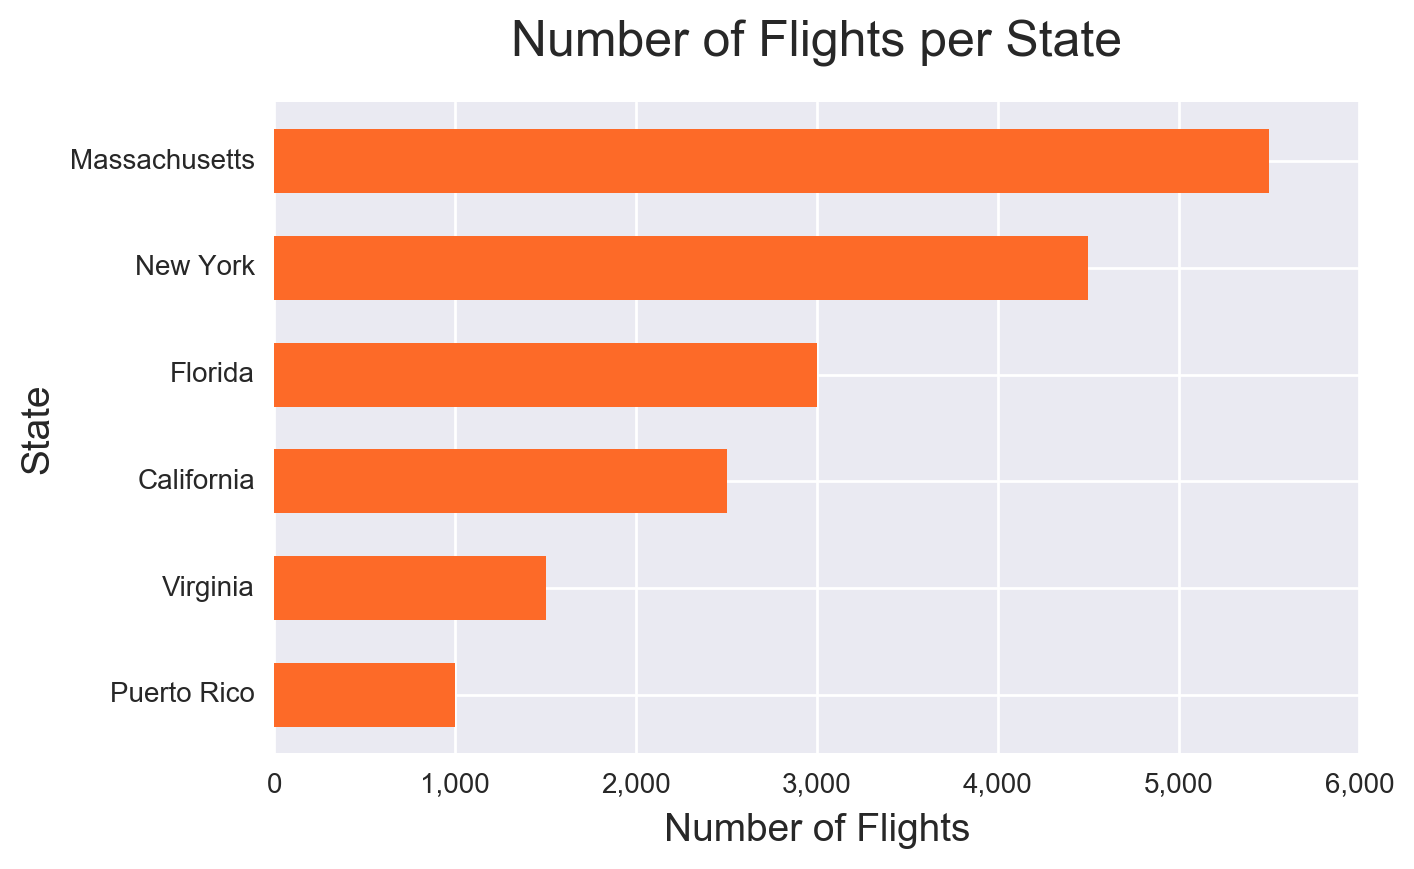 Number of Flights per State
Massachusetts
New York
Florida
California
Virginia
Puerto Rico
State
0 1,000 2,000 3,000 4,000 5,000 6,000
Number of Flights